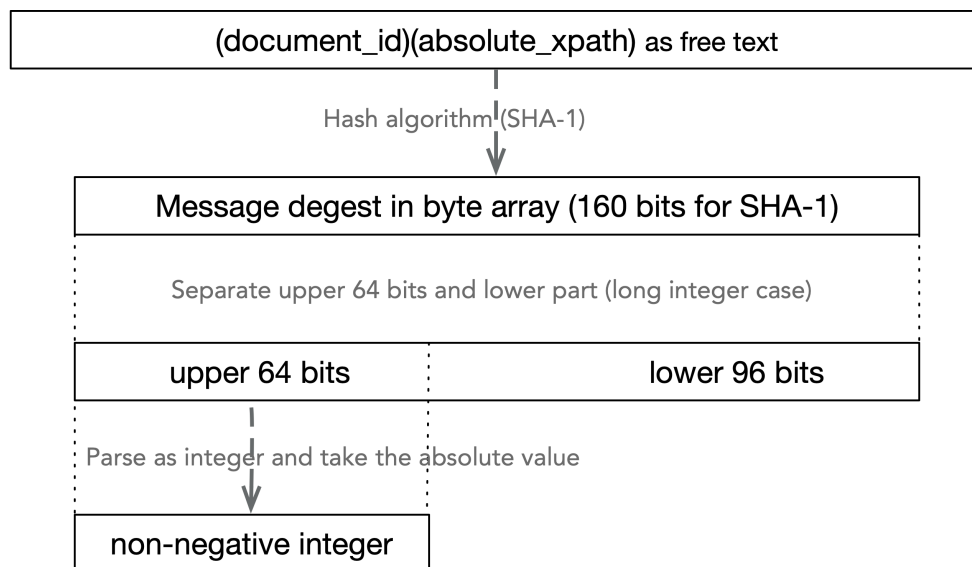 (document_id)(absolute_xpath) as free text
Hash algorithm (SHA-1)
Message degest in byte array (160 bits for SHA-1)
Separate upper 64 bits and lower part (long integer case)
upper 64 bits
lower 96 bits
Parse as integer and take the absolute value
non-negative integer